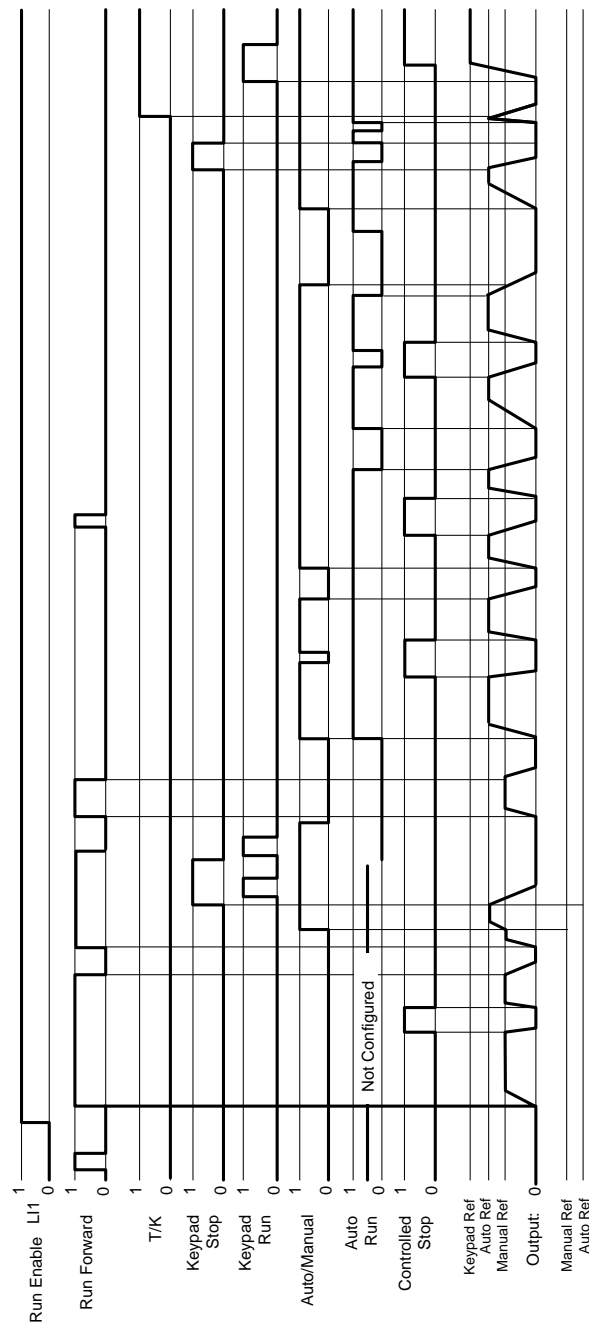 1
Run Enable LI1
0
1
Run Forward
0
1
T/K
0
1
Keypad
Stop
0
1
Keypad
Run
0
1
Auto/Manual
0
1
Auto
Run
0
Not Configured
1
Controlled
Stop
0
Keypad Ref
Auto Ref
Manual Ref
Output:
0
Manual Ref
Auto Ref